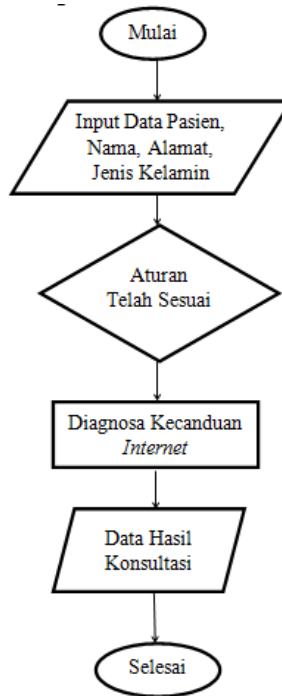 Mulai
Input Data Pasien,
Nama, Alamat,
Jenis Kelamin
Aturan
Telah Sesuai
Diagnosa Kecanduan
Internet
Data Hasil
Konsultasi
Selesai